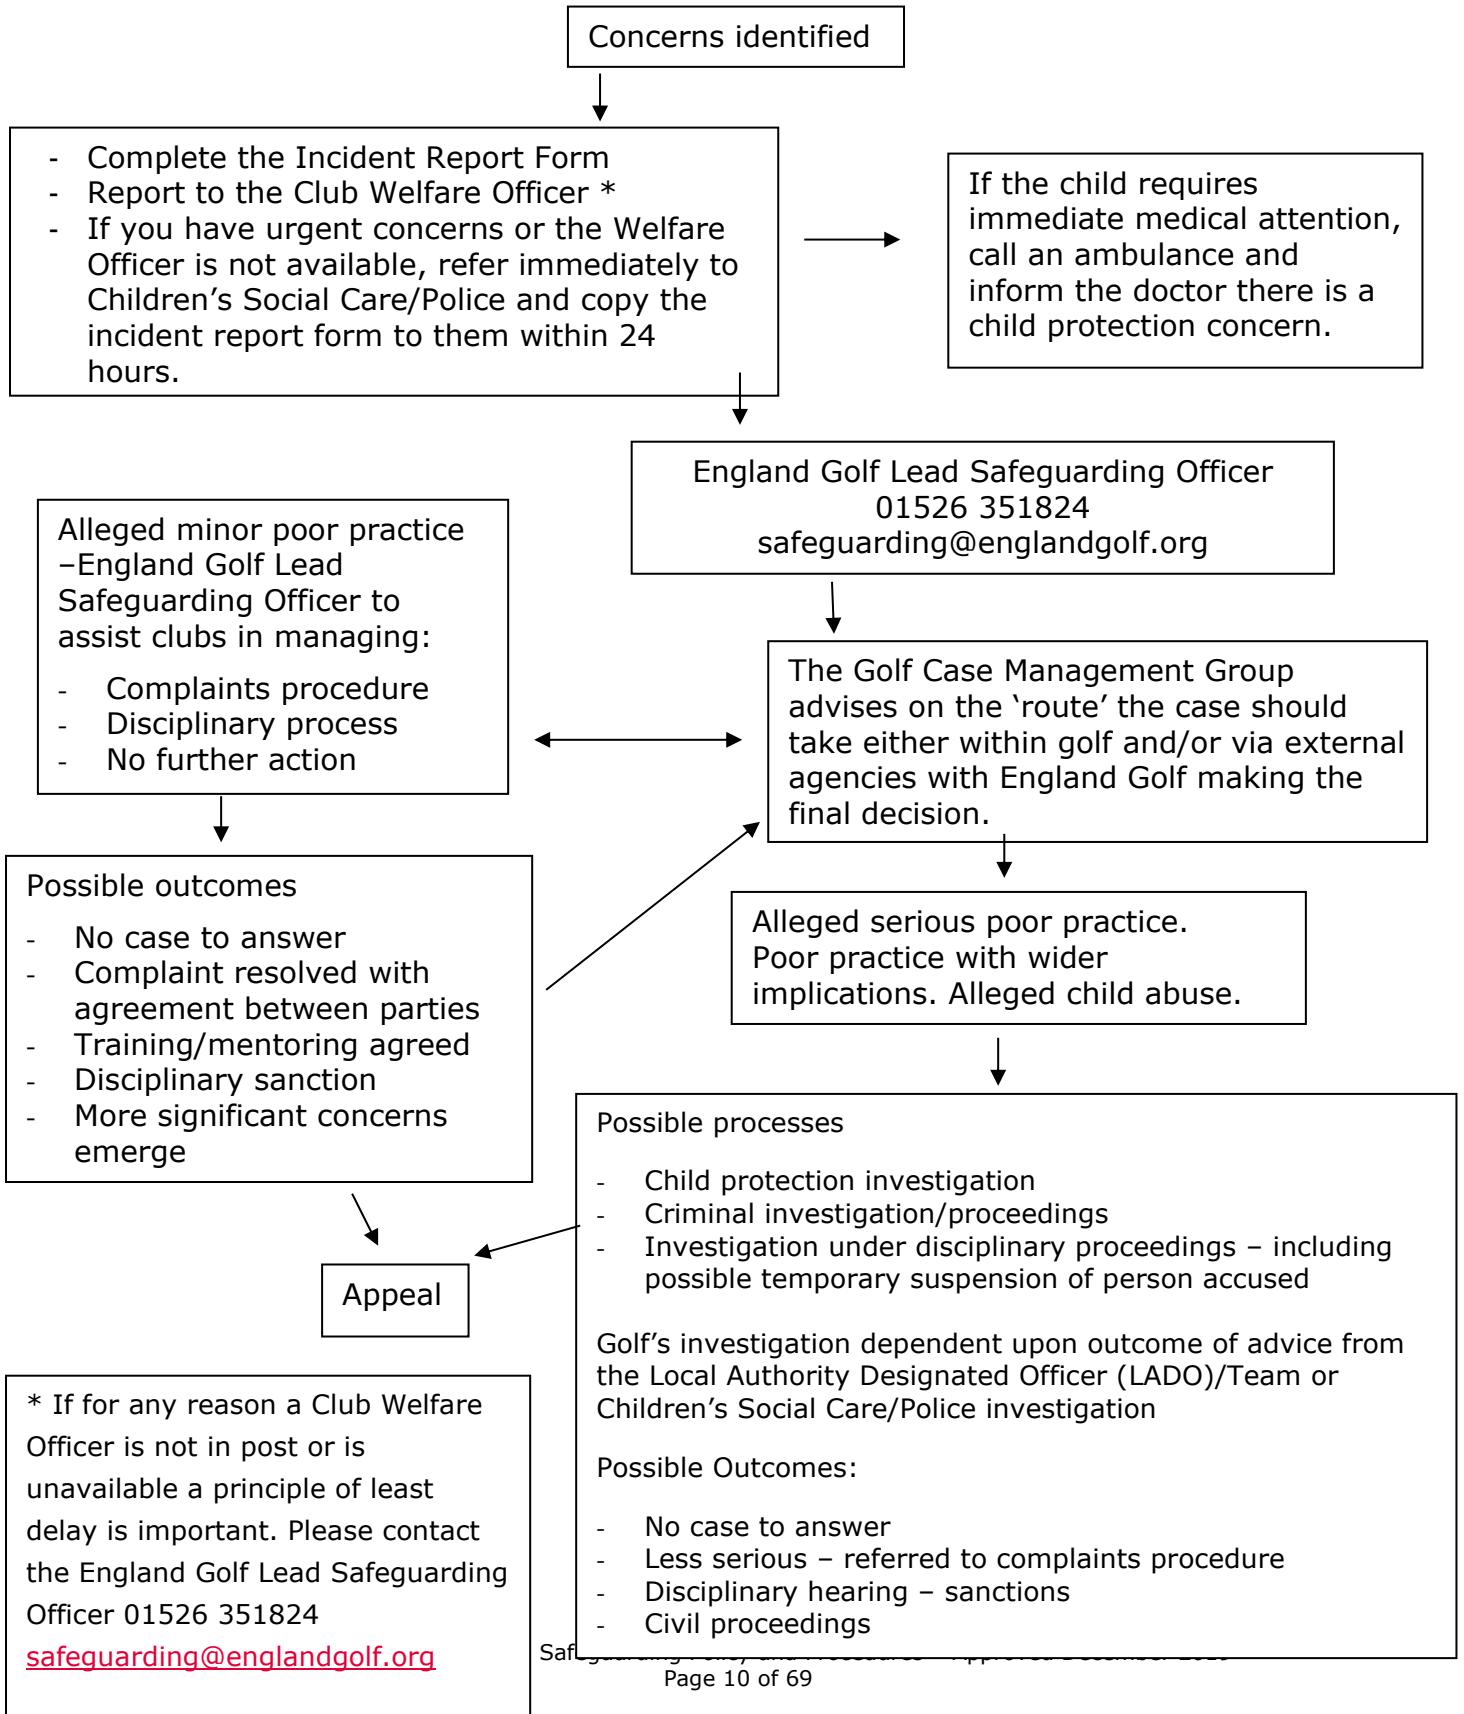 Concerns identified
- Complete the Incident Report Form
- Report to the Club Welfare Officer *
- If you have urgent concerns or the Welfare
Officer is not available, refer immediately to
Children’s Social Care/Police and copy the
incident report form to them within 24
hours.
If the child requires
immediate medical attention,
call an ambulance and
inform the doctor there is a
child protection concern.
England Golf Lead Safeguarding Officer
01526 351824
safeguarding@englandgolf.org
Alleged minor poor practice
–England Golf Lead
Safeguarding Officer to
assist clubs in managing:
- Complaints procedure
- Disciplinary process
- No further action
The Golf Case Management Group
advises on the ‘route’ the case should
take either within golf and/or via external
agencies with England Golf making the
final decision.
Possible outcomes
- No case to answer
- Complaint resolved with
agreement between parties
- Training/mentoring agreed
- Disciplinary sanction
- More significant concerns
emerge
Alleged serious poor practice.
Poor practice with wider
implications. Alleged child abuse.
Possible processes
- Child protection investigation
- Criminal investigation/proceedings
- Investigation under disciplinary proceedings – including
possible temporary suspension of person accused
Golf’s investigation dependent upon outcome of advice from
the Local Authority Designated Officer (LADO)/Team or
Children’s Social Care/Police investigation
Possible Outcomes:
- No case to answer
- Less serious – referred to complaints procedure
- Disciplinary hearing – sanctions
- Civil proceedings
Appeal
* If for any reason a Club Welfare
Officer is not in post or is
unavailable a principle of least
delay is important. Please contact
the England Golf Lead Safeguarding
Officer 01526 351824
safeguarding@englandgolf.org
Page 10 of 69